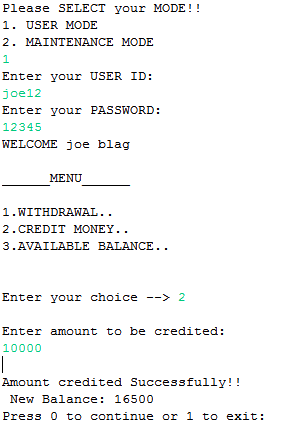 Please SELECT your MODE!!
1. USER MODE
2. MAINTENANCE MODE
1
Enter your USER ID:
joe12
Enter your PASSWORD:
12345
WELCOME joe blag
______MENU______
1.WITHDRAWAL..
2.CREDIT MONEY..
3.AVAILABLE BALANCE..
Enter your choice --> 2
Enter amount to be credited:
10000
Amount credited Successfully!!
New Balance: 16500
Press 0 to continue or 1 to exit: